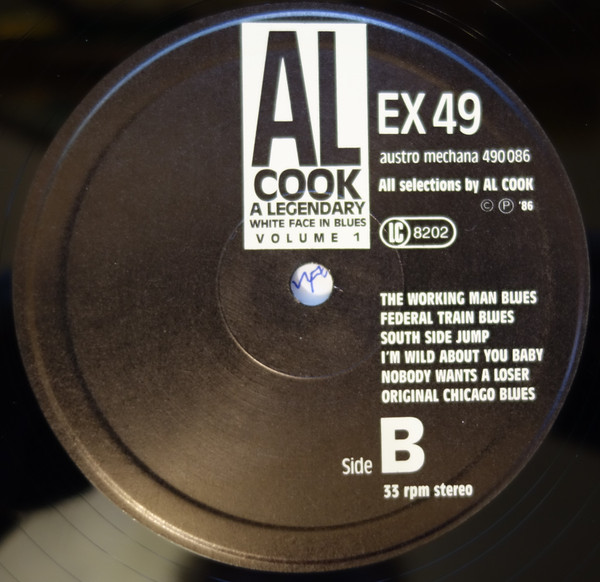 AL
COOK
A LEGENDARY
WHITE FACE IN BLUES
VOLUME 1
EX 49
austro mechana 490 086
All selections by AL COOK
© ℗ '86
LC 8202
THE WORKING MAN BLUES
FEDERAL TRAIN BLUES
SOUTH SIDE JUMP
I'M WILD ABOUT YOU BABY
NOBODY WANTS A LOSER
ORIGINAL CHICAGO BLUES
Side B
33 rpm stereo